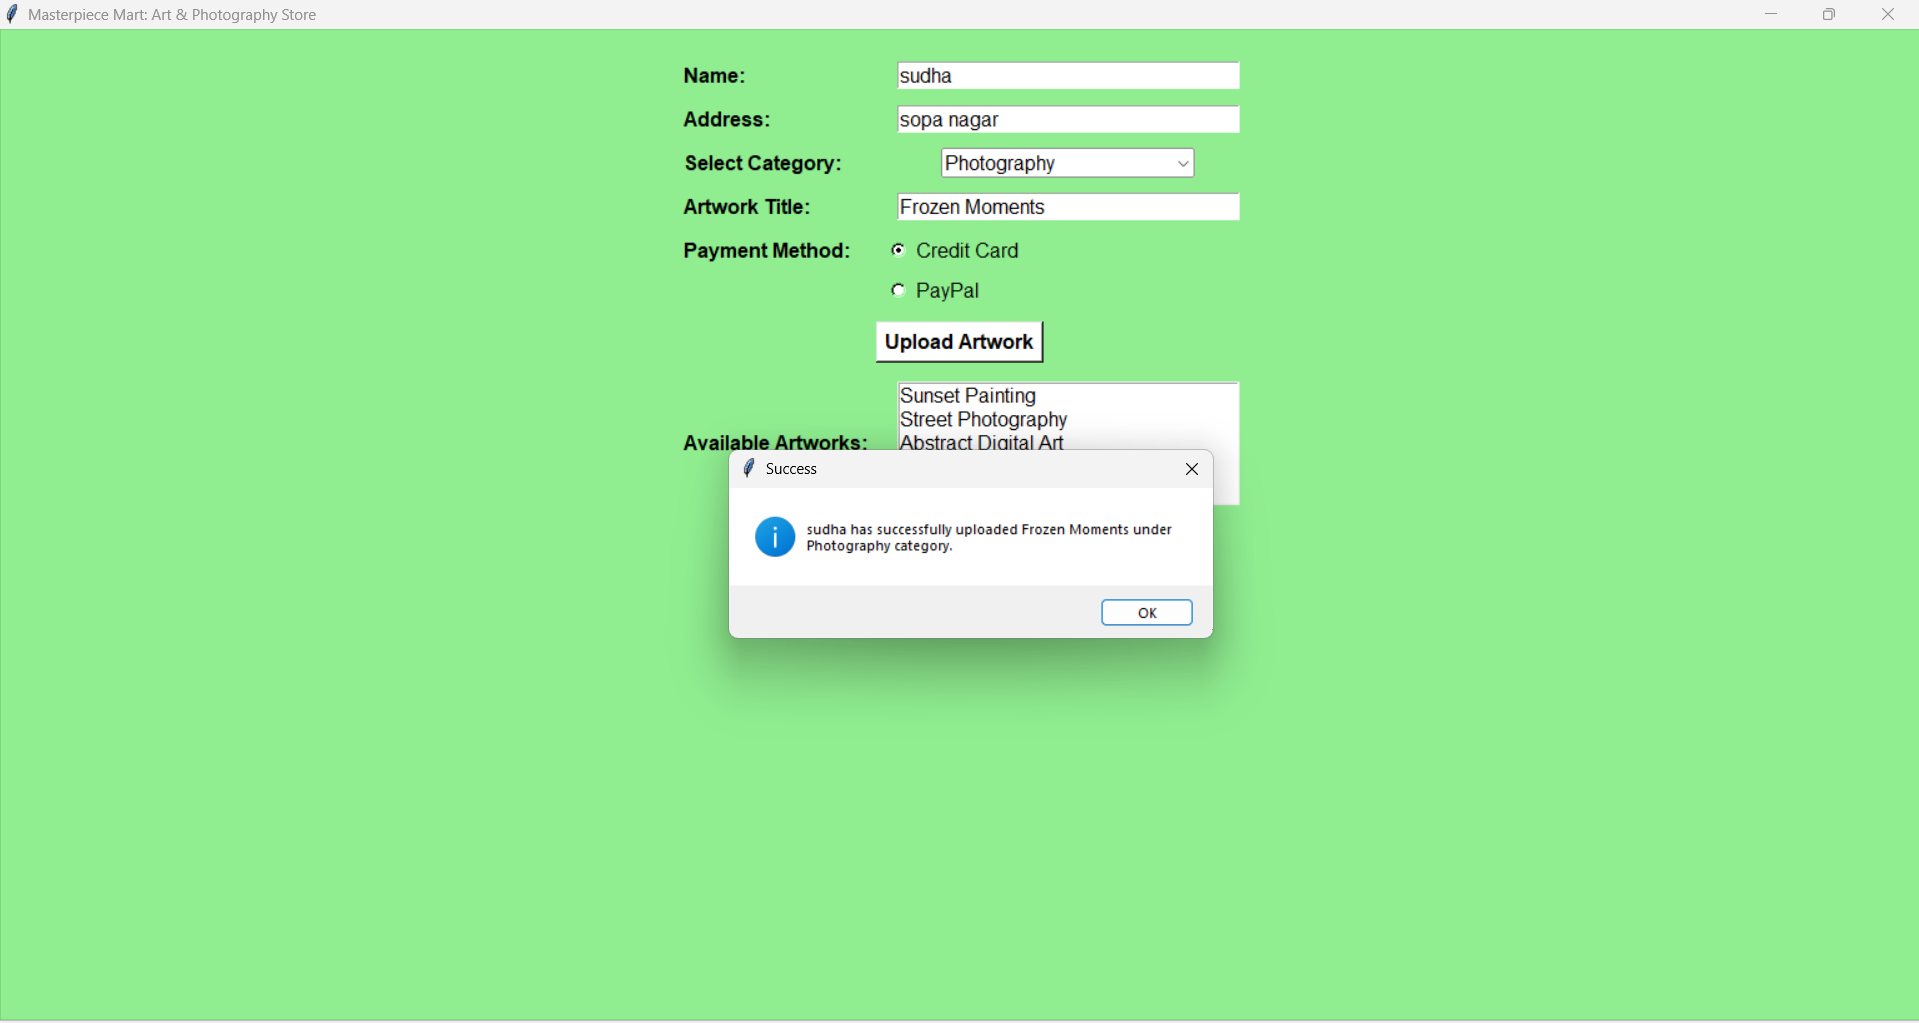 Masterpiece Mart: Art & Photography Store
Name: sudha
Address: sopa nagar
Select Category: Photography
Artwork Title: Frozen Moments
Payment Method: Credit Card
PayPal
Upload Artwork
Sunset Painting
Street Photography
Available Artworks: Abstract Digital Art
Success
sudha has successfully uploaded Frozen Moments under
Photography category.
OK